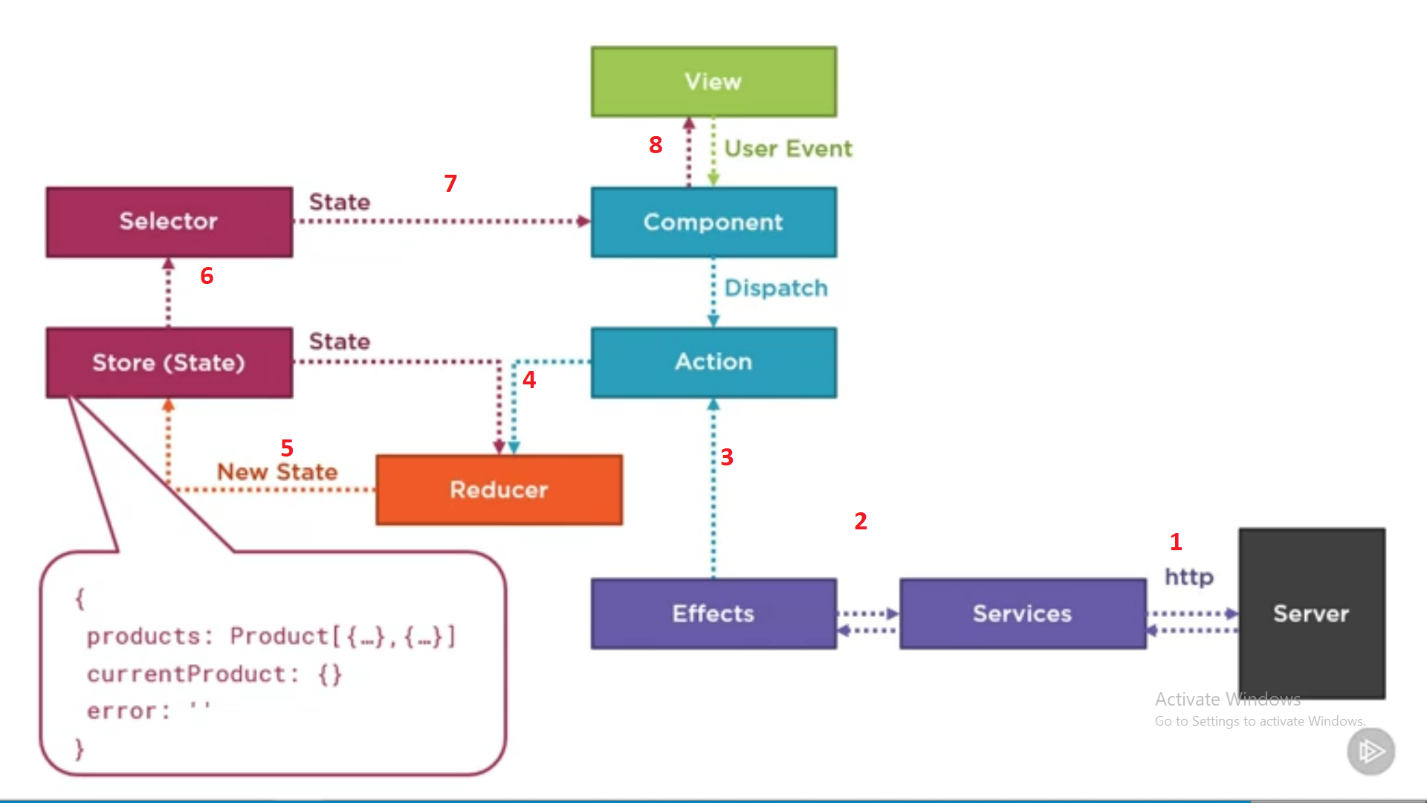 View
8
User Event
7
Selector
State
Component
6
Dispatch
Store (State)
State
Action
4
5
New State
Reducer
3
2
1
http
Effects
Services
Server
{
products: Product[{…},{…}]
currentProduct: {}
error: ''
}
Activate Windows
Go to Settings to activate Windows.